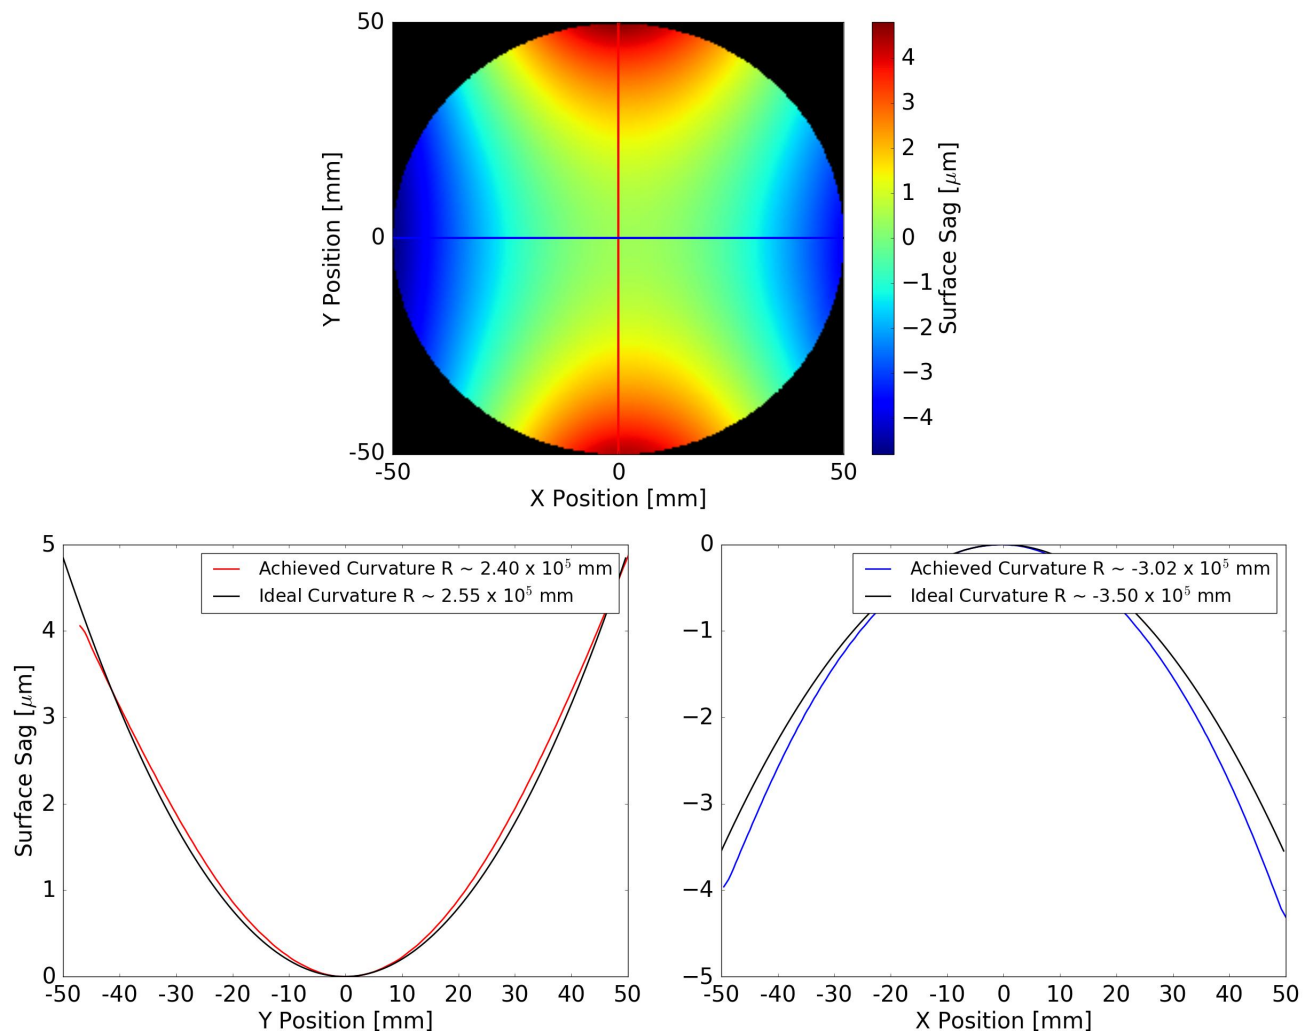 50
0
-50
Y Position [mm]
-50 0 50
X Position [mm]
4
3
2
1
0
−1
−2
−3
−4
Surface Sag [μm]
5
4
3
2
1
0
Surface Sag [μm]
Achieved Curvature R ~ 2.40 x 10⁵ mm
Ideal Curvature R ~ 2.55 x 10⁵ mm
-50 -40 -30 -20 -10 0 10 20 30 40 50
Y Position [mm]
0
−1
−2
−3
−4
−5
Achieved Curvature R ~ -3.02 x 10⁵ mm
Ideal Curvature R ~ -3.50 x 10⁵ mm
-50 -40 -30 -20 -10 0 10 20 30 40 50
X Position [mm]